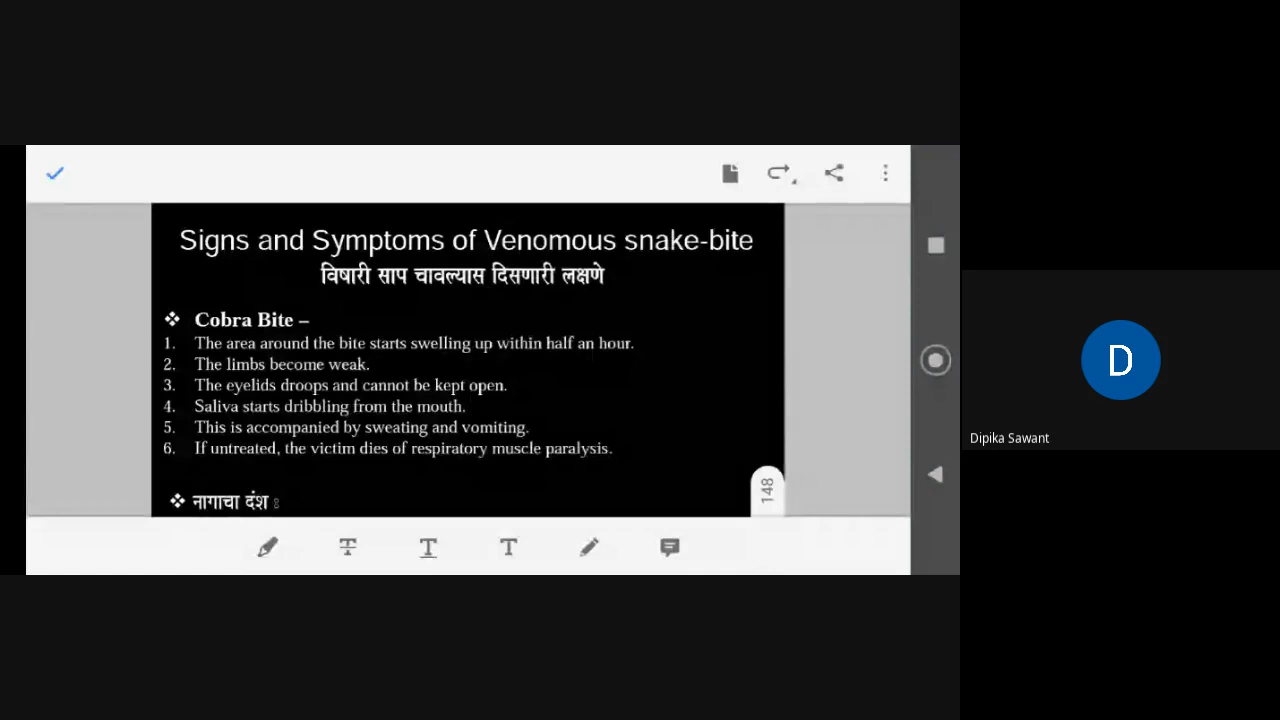 Signs and Symptoms of Venomous snake-bite
विषारी साप चावल्यास दिसणारी लक्षणे
❖ Cobra Bite –
1. The area around the bite starts swelling up within half an hour.
2. The limbs become weak.
3. The eyelids droops and cannot be kept open.
4. Saliva starts dribbling from the mouth.
5. This is accompanied by sweating and vomiting.
6. If untreated, the victim dies of respiratory muscle paralysis.
❖ नागाचा दंश :
148
T T T
D
Dipika Sawant